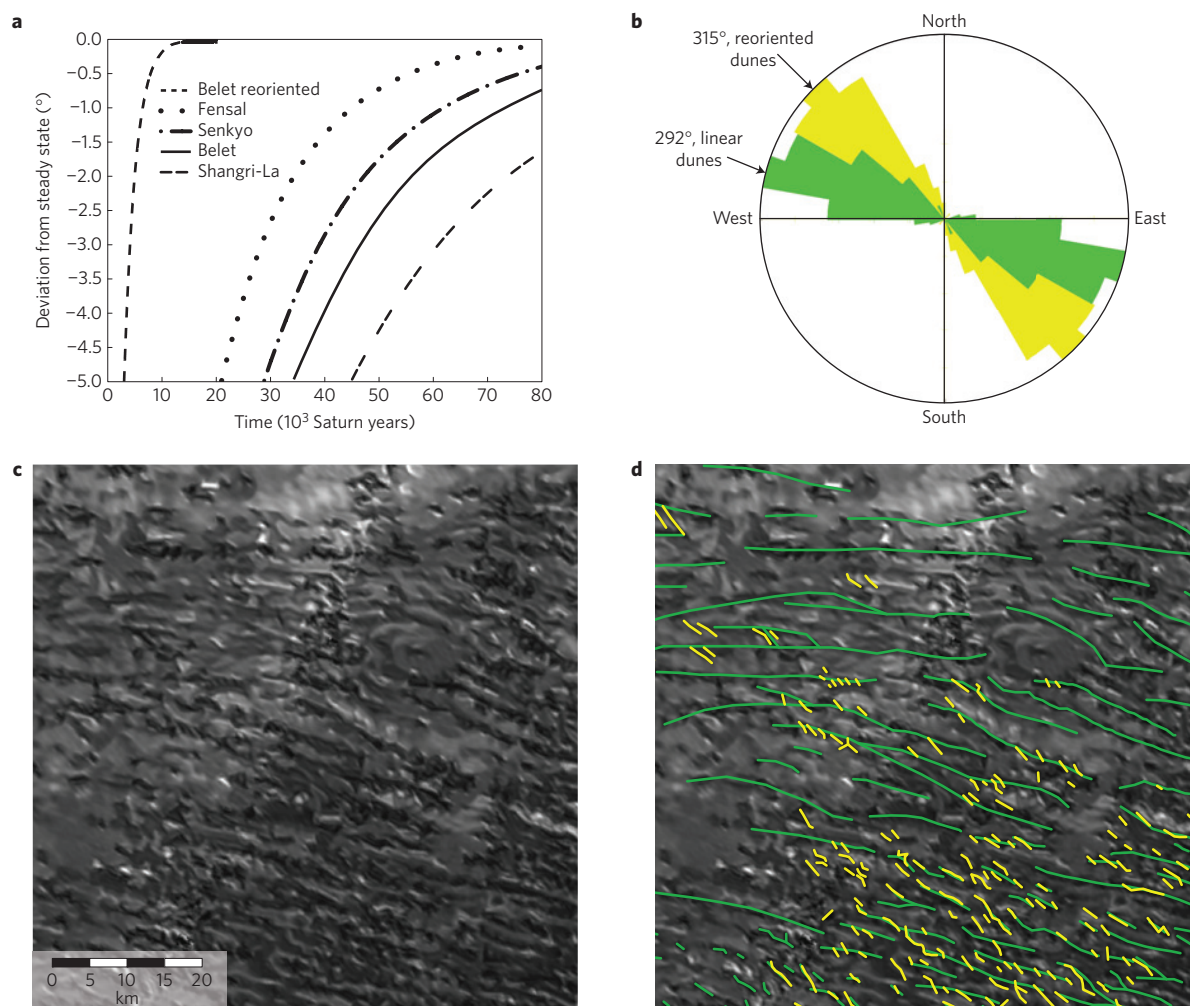 a
0.0
−0.5
−1.0
−1.5
−2.0
−2.5
−3.0
−3.5
−4.0
−4.5
−5.0
Deviation from steady state (°)
Belet reoriented
Fensal
Senkyo
Belet
Shangri-La
0 10 20 30 40 50 60 70 80
Time (10³ Saturn years)
b
North
315°, reoriented
dunes
292°, linear
dunes
West
East
South
c
0 5 10 15 20
km
d